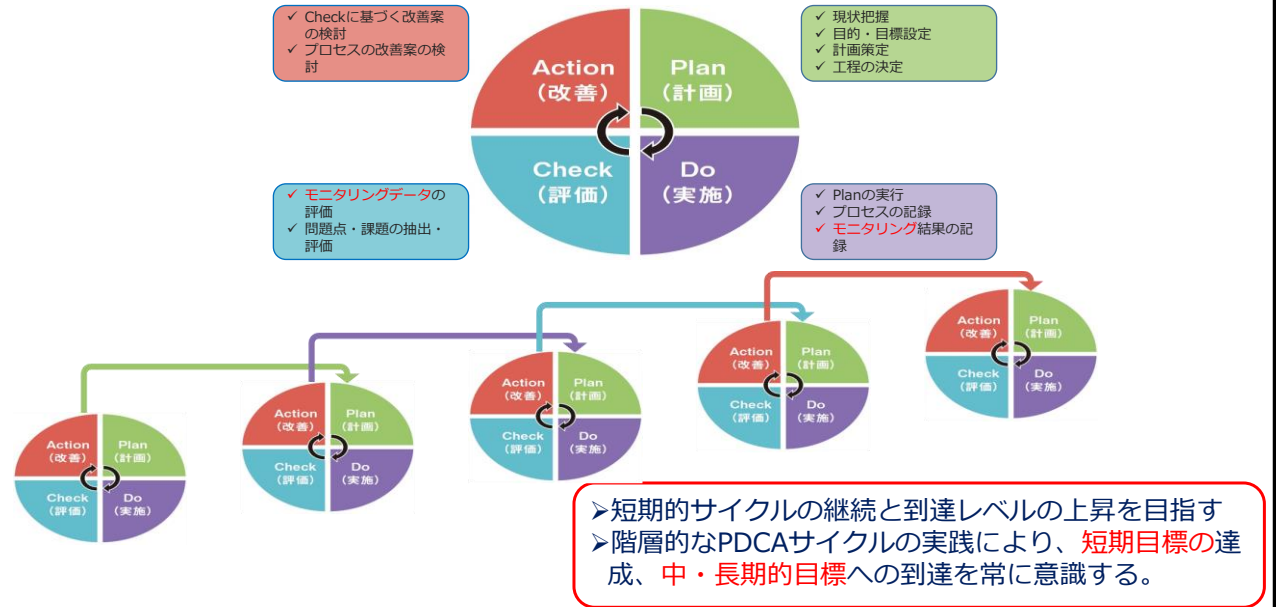 ✓ Checkに基づく改善案
の検討
✓ プロセスの改善案の検
討
Action
(改善)
Plan
(計画)
✓ 現状把握
✓ 目的・目標設定
✓ 計画策定
✓ 工程の決定
✓ モニタリングデータの
評価
✓ 問題点・課題の抽出・
評価
Check
(評価)
Do
(実施)
✓ Planの実行
✓ プロセスの記録
✓ モニタリング結果の記
録
Action
(改善)
Plan
(計画)
Check
(評価)
Do
(実施)
Action
(改善)
Plan
(計画)
Check
(評価)
Do
(実施)
Action
(改善)
Plan
(計画)
Check
(評価)
Do
(実施)
Action
(改善)
Plan
(計画)
Check
(評価)
Do
(実施)
Action
(改善)
Plan
(計画)
Check
(評価)
Do
(実施)
➢短期的サイクルの継続と到達レベルの上昇を目指す
➢階層的なPDCAサイクルの実践により、短期目標の達
成、中・長期的目標への到達を常に意識する。